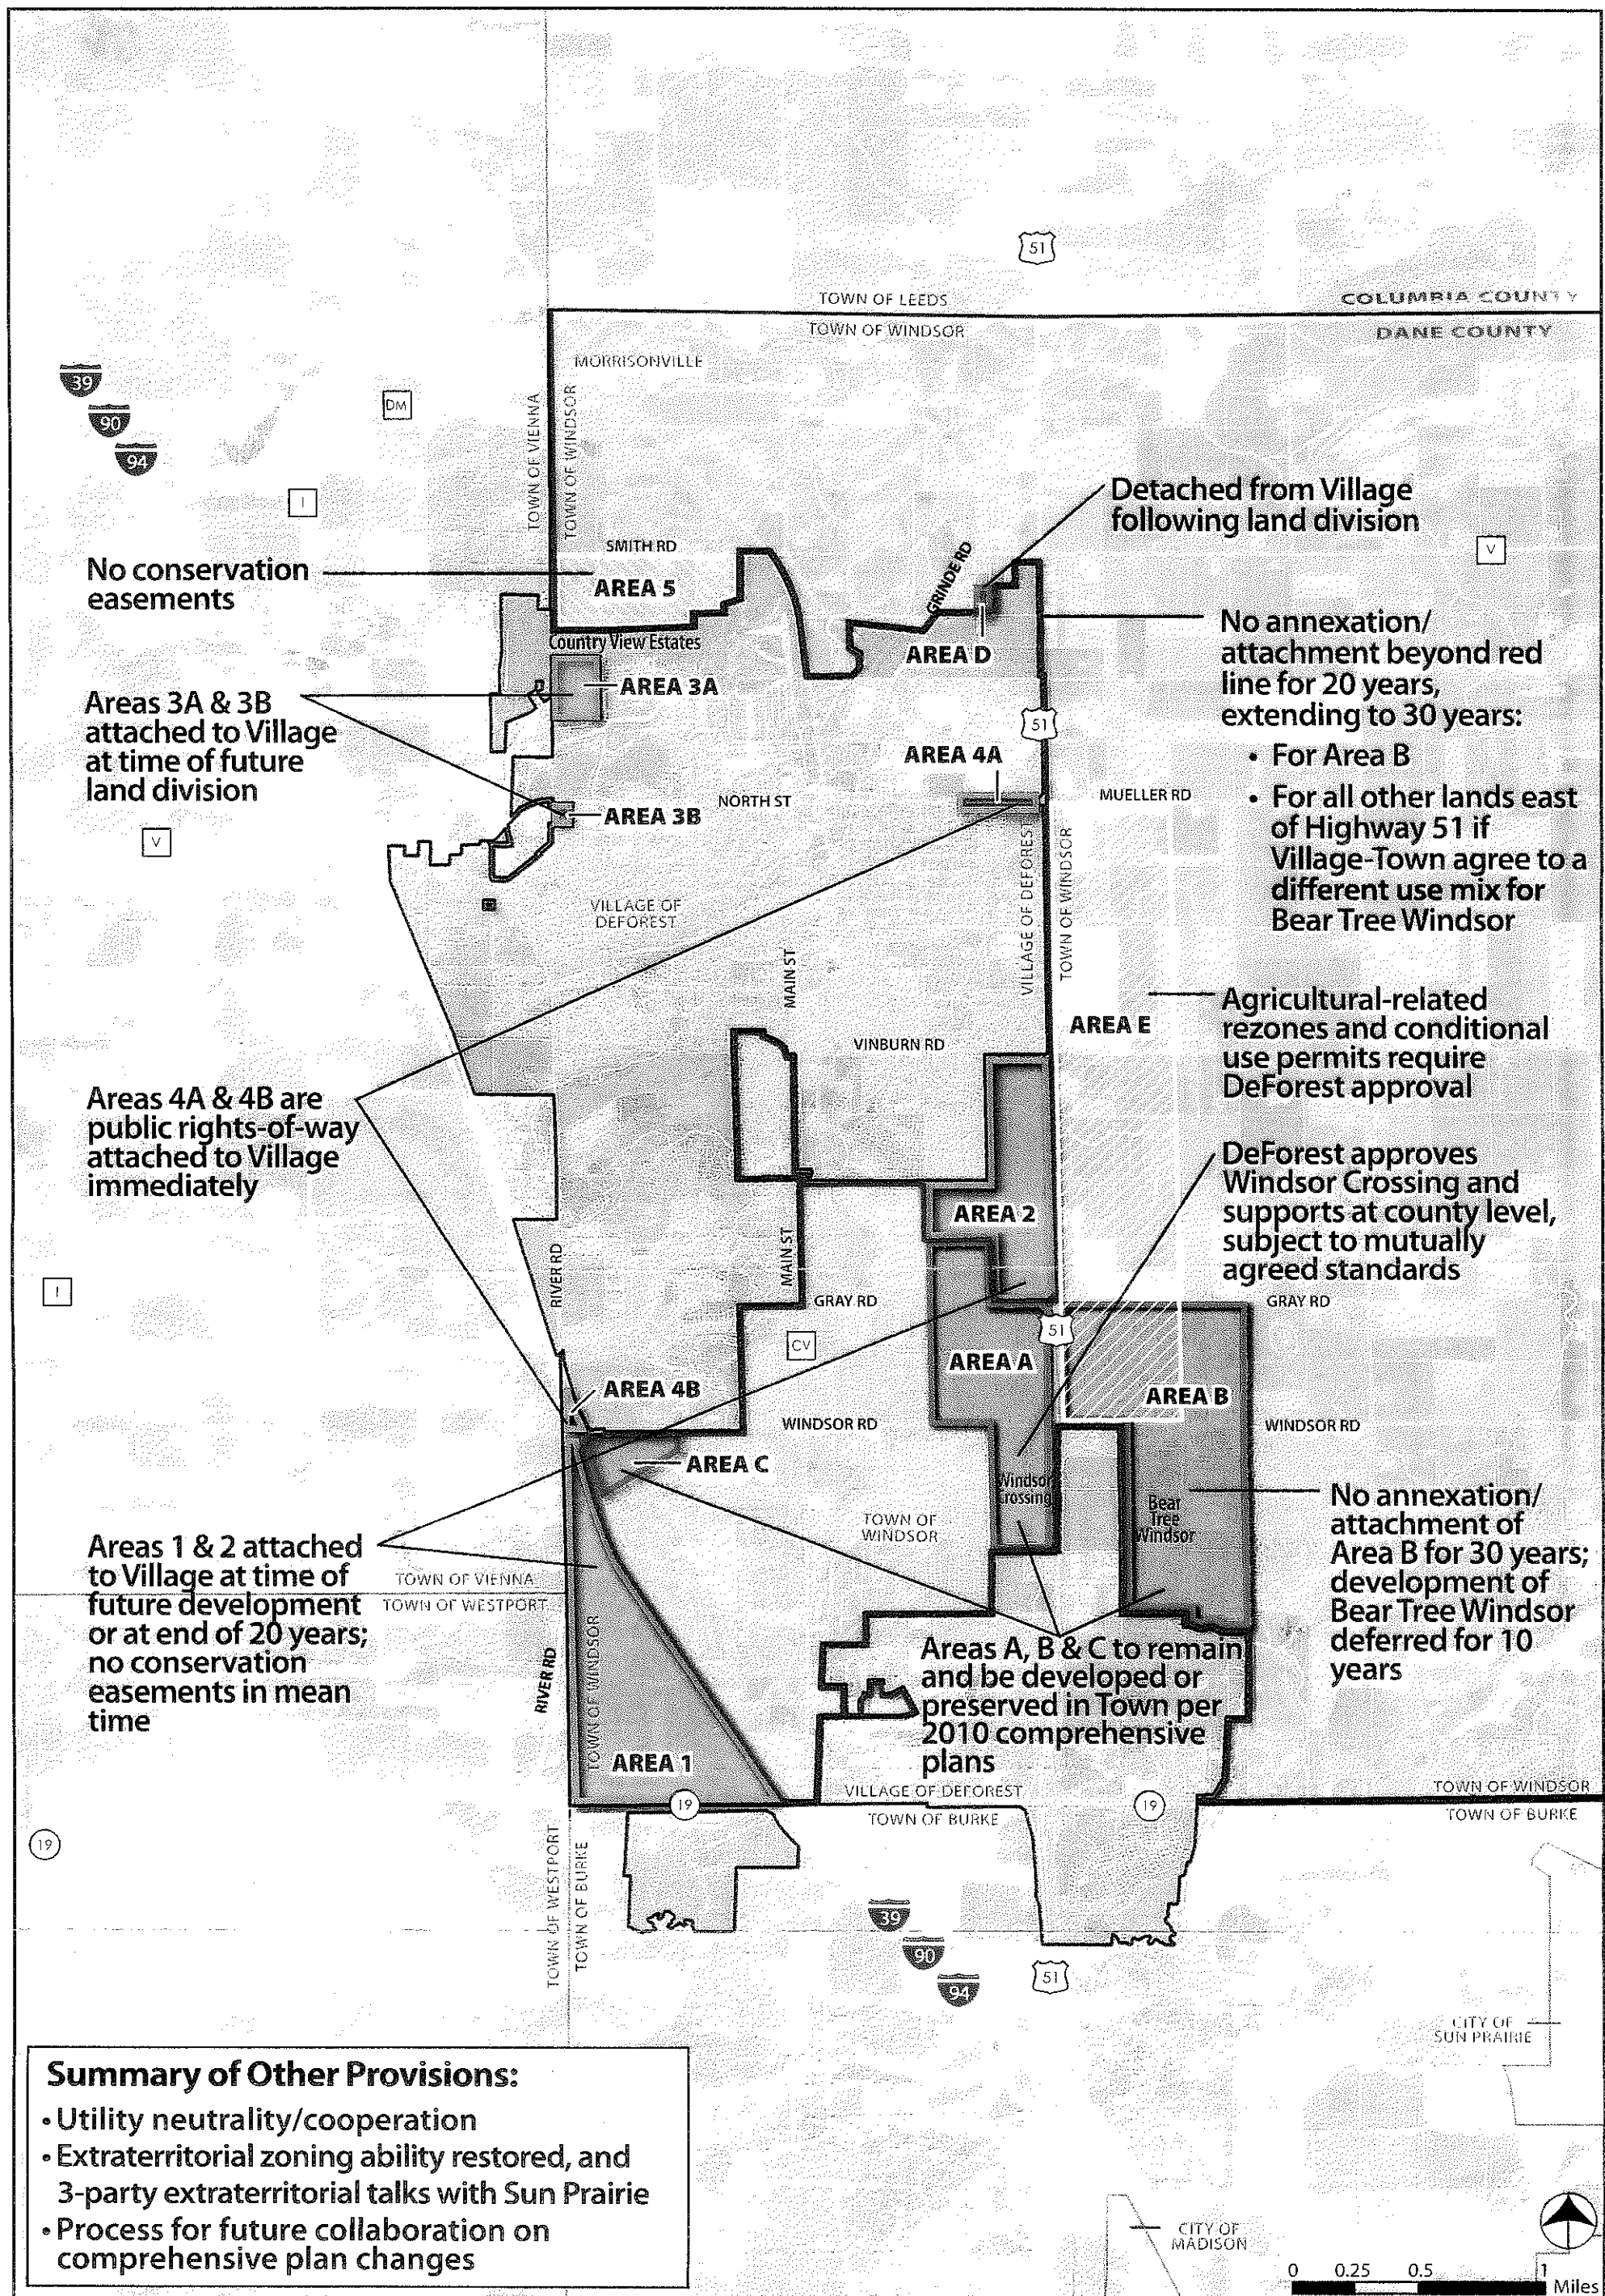 51
TOWN OF LEEDS
COLUMBIA COUNTY
TOWN OF WINDSOR
DANE COUNTY
MORRISONVILLE
39
90
94
DM
TOWN OF VIENNA
TOWN OF WINDSOR
I
Detached from Village
following land division
V
SMITH RD
GRINDE RD
No conservation
easements
AREA 5
Country View Estates
AREA D
No annexation/
attachment beyond red
line for 20 years,
extending to 30 years:
• For Area B
• For all other lands east
of Highway 51 if
Village-Town agree to a
different use mix for
Bear Tree Windsor
AREA 3A
Areas 3A & 3B
attached to Village
at time of future
land division
51
AREA 4A
NORTH ST
MUELLER RD
AREA 3B
V
VILLAGE OF
DEFOREST
VILLAGE OF DEFOREST
TOWN OF WINDSOR
MAIN ST
Agricultural-related
rezones and conditional
use permits require
DeForest approval
AREA E
VINBURN RD
Areas 4A & 4B are
public rights-of-way
attached to Village
immediately
DeForest approves
Windsor Crossing and
supports at county level,
subject to mutually
agreed standards
AREA 2
RIVER RD
MAIN ST
I
GRAY RD
GRAY RD
51
CV
AREA A
AREA 4B
AREA B
WINDSOR RD
WINDSOR RD
AREA C
Windsor
Crossing
Bear
Tree
Windsor
No annexation/
attachment of
Area B for 30 years;
development of
Bear Tree Windsor
deferred for 10
years
TOWN OF
WINDSOR
Areas 1 & 2 attached
to Village at time of
future development
or at end of 20 years;
no conservation
easements in mean
time
TOWN OF VIENNA
TOWN OF WESTPORT
RIVER RD
TOWN OF WINDSOR
Areas A, B & C to remain
and be developed or
preserved in Town per
2010 comprehensive
plans
AREA 1
VILLAGE OF DEFOREST
TOWN OF WINDSOR
19
19
TOWN OF BURKE
TOWN OF BURKE
19
TOWN OF WESTPORT
TOWN OF BURKE
39
90
94
51
CITY OF
SUN PRAIRIE
Summary of Other Provisions:
• Utility neutrality/cooperation
• Extraterritorial zoning ability restored, and
3-party extraterritorial talks with Sun Prairie
• Process for future collaboration on
comprehensive plan changes
CITY OF
MADISON
0 0.25 0.5 1
Miles